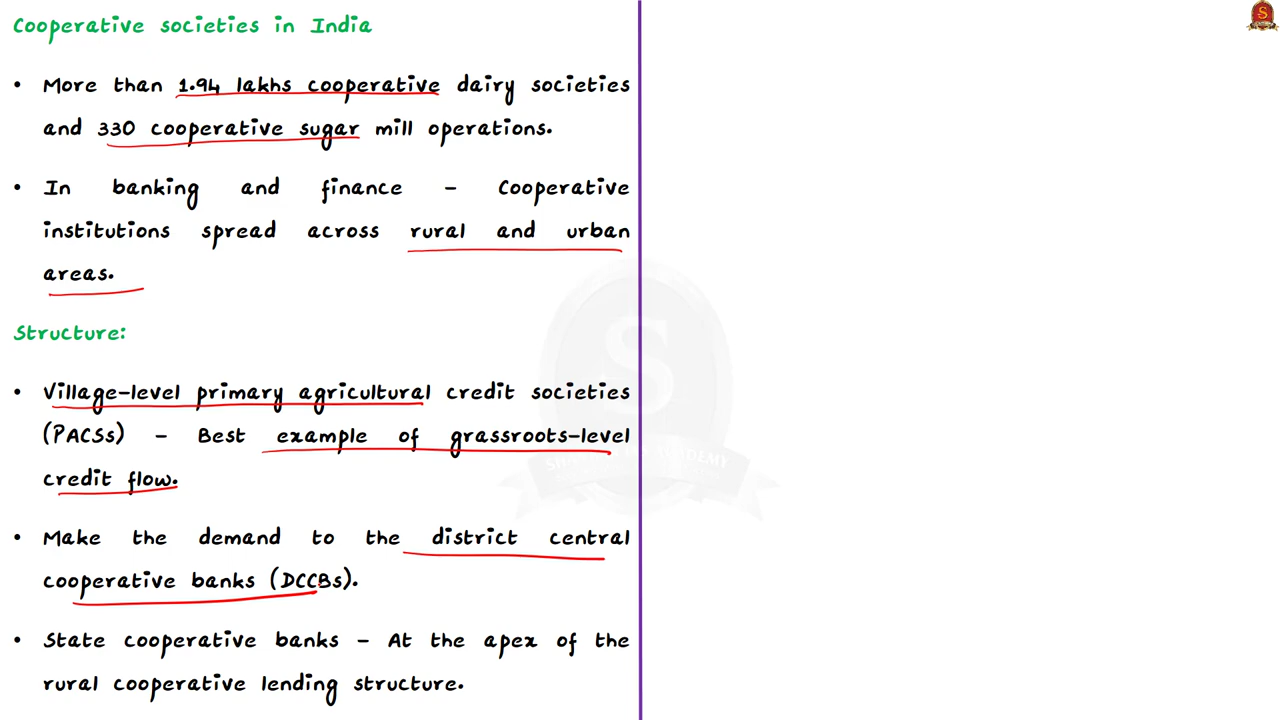 Cooperative societies in India
• More than 1.94 lakhs cooperative dairy societies
and 330 cooperative sugar mill operations.
• In banking and finance – Cooperative
institutions spread across rural and urban
areas.
Structure:
• Village-level primary agricultural credit societies
(PACSs) – Best example of grassroots-level
credit flow.
• Make the demand to the district central
cooperative banks (DCCBs).
• State cooperative banks – At the apex of the
rural cooperative lending structure.
S